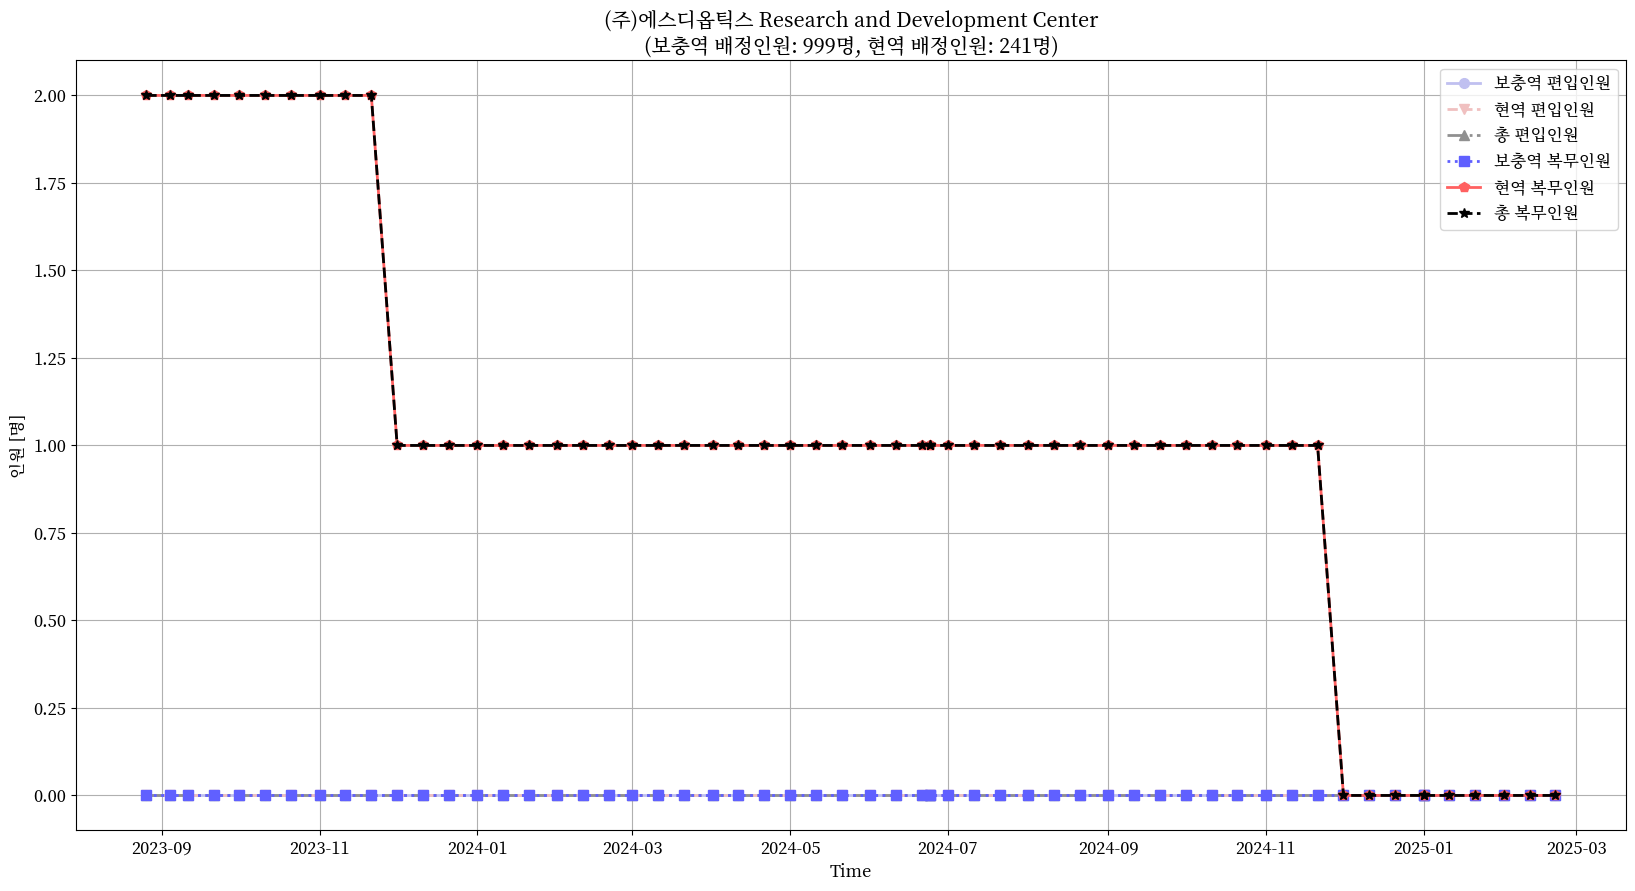 (주)에스디옵틱스 Research and Development Center
(보충역 배정인원: 999명, 현역 배정인원: 241명)
보충역 편입인원
현역 편입인원
총 편입인원
보충역 복무인원
현역 복무인원
총 복무인원
인원 [명]
2.00
1.75
1.50
1.25
1.00
0.75
0.50
0.25
0.00
2023-09
2023-11
2024-01
2024-03
2024-05
2024-07
2024-09
2024-11
2025-01
2025-03
Time